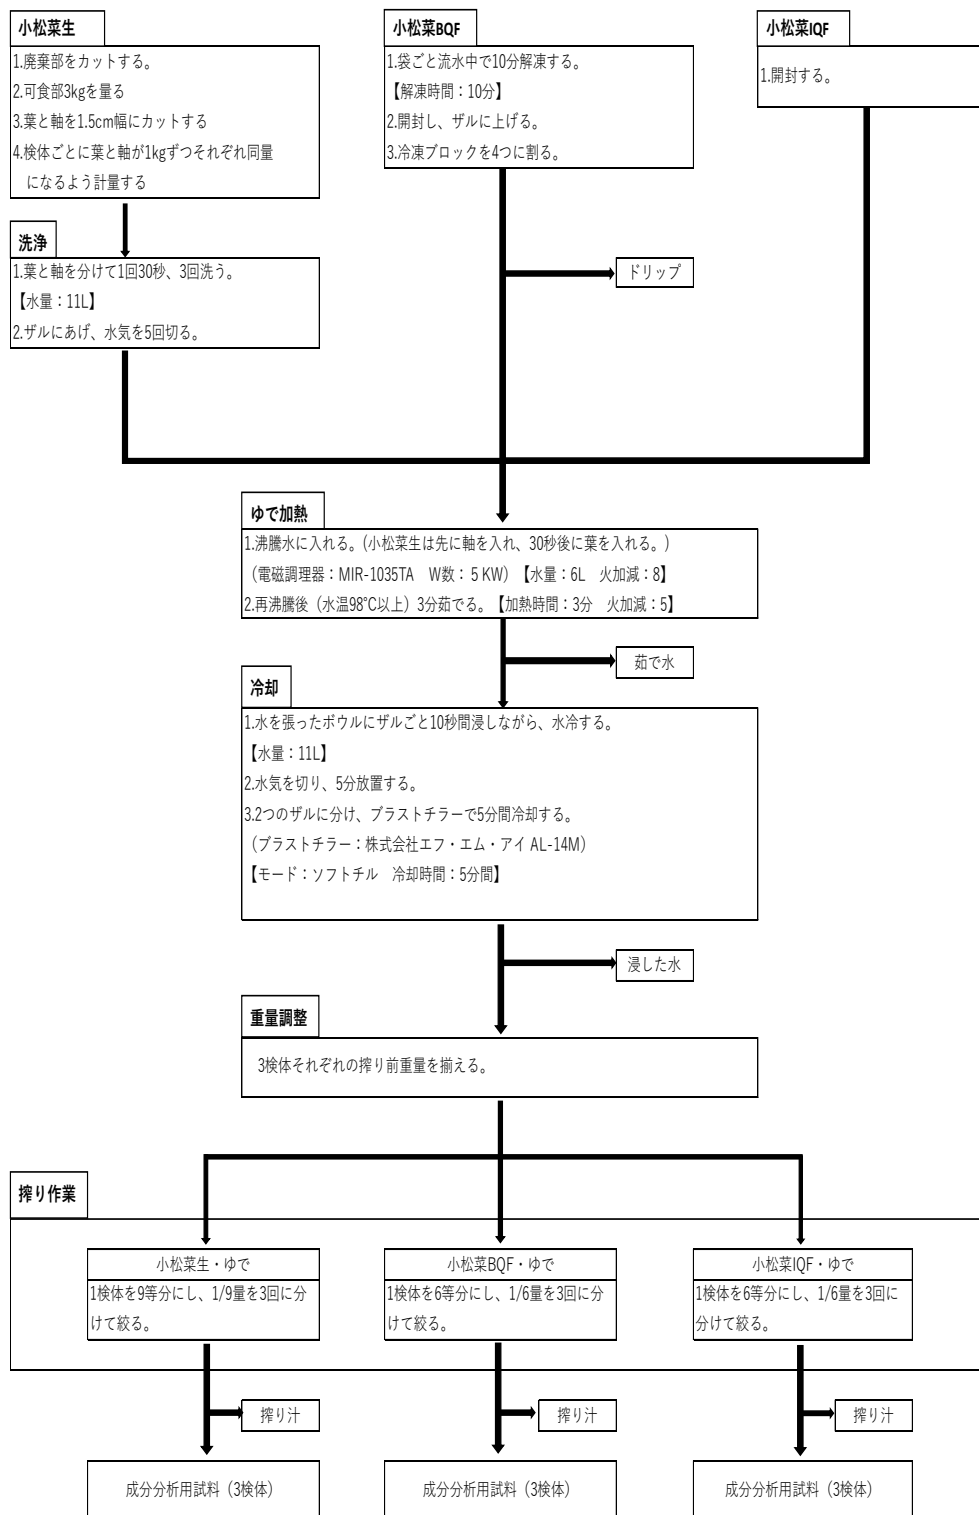 小松菜生
1.廃棄部をカットする。
2.可食部3kgを量る
3.葉と軸を1.5cm幅にカットする
4.検体ごとに葉と軸が1kgずつそれぞれ同量
になるよう計量する
洗浄
1.葉と軸を分けて1回30秒、3回洗う。
【水量：11L】
2.ザルにあげ、水気を5回切る。
小松菜BQF
1.袋ごと流水中で10分解凍する。
【解凍時間：10分】
2.開封し、ザルに上げる。
3.冷凍ブロックを4つに割る。
ドリップ
小松菜IQF
1.開封する。
ゆで加熱
1.沸騰水に入れる。(小松菜生は先に軸を入れ、30秒後に葉を入れる。)
（電磁調理器：MIR-1035TA　W数：５KW）【水量：6L　火加減：8】
2.再沸騰後（水温98°C以上）3分茹でる。【加熱時間：3分　火加減：5】
茹で水
冷却
1.水を張ったボウルにザルごと10秒間浸しながら、水冷する。
【水量：11L】
2.水気を切り、5分放置する。
3.2つのザルに分け、ブラストチラーで5分間冷却する。
（ブラストチラー：株式会社エフ・エム・アイ AL-14M）
【モード：ソフトチル　冷却時間：5分間】
浸した水
重量調整
3検体それぞれの搾り前重量を揃える。
搾り作業
小松菜生・ゆで
1検体を9等分にし、1/9量を3回に分
けて絞る。
小松菜BQF・ゆで
1検体を6等分にし、1/6量を3回に分
けて絞る。
小松菜IQF・ゆで
1検体を6等分にし、1/6量を3回に
分けて絞る。
搾り汁
搾り汁
搾り汁
成分分析用試料（3検体）
成分分析用試料（3検体）
成分分析用試料（3検体）